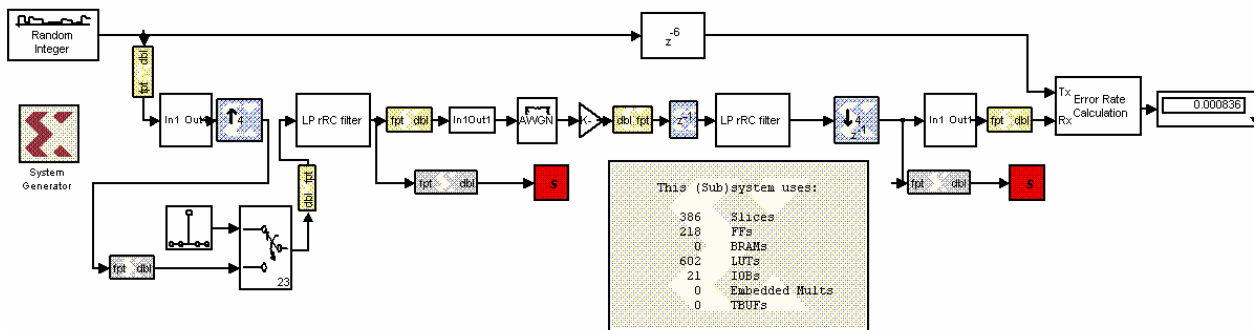 Random
Integer
z-6
fpt dbl
In1 Out1
4
LP rRC filter
fpt dbl
In1Out1
AWGN
K-
dbl fpt
z-1
LP rRC filter
4
z-1
In 1 Out1
fpt dbl
Tx
Rx
Error Rate
Calculation
0.000836
System
Generator
dbl fpt
fpt dbl
S
fpt dbl
S
fpt dbl
23
This (Sub)system uses:
386 Slices
218 FFs
0 BRAMs
602 LUTs
21 IOBs
0 Embedded Mults
0 TBUFs